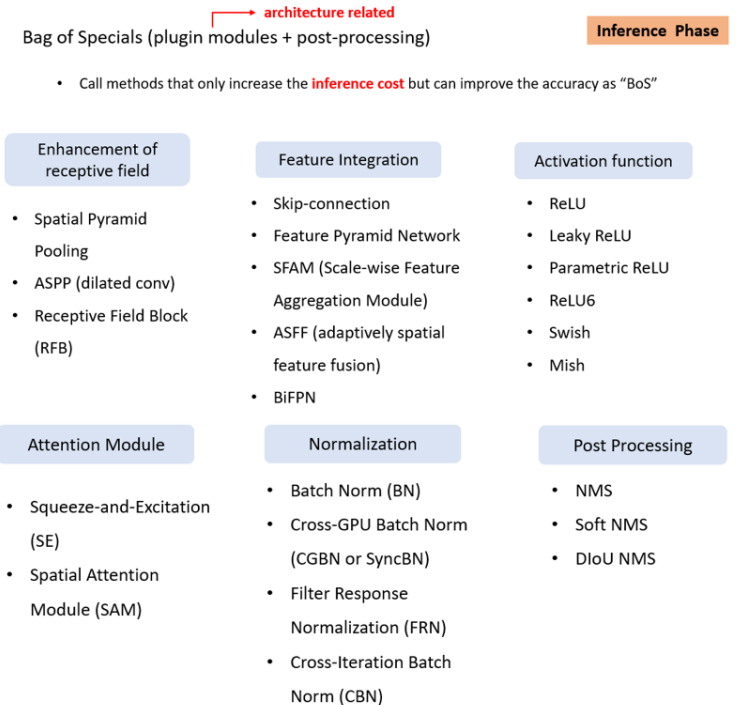 architecture related
Bag of Specials (plugin modules + post-processing)
Inference Phase
• Call methods that only increase the inference cost but can improve the accuracy as “BoS”
Enhancement of
receptive field
• Spatial Pyramid
Pooling
• ASPP (dilated conv)
• Receptive Field Block
(RFB)
Feature Integration
• Skip-connection
• Feature Pyramid Network
• SFAM (Scale-wise Feature
Aggregation Module)
• ASFF (adaptively spatial
feature fusion)
• BiFPN
Activation function
• ReLU
• Leaky ReLU
• Parametric ReLU
• ReLU6
• Swish
• Mish
Attention Module
• Squeeze-and-Excitation
(SE)
• Spatial Attention
Module (SAM)
Normalization
• Batch Norm (BN)
• Cross-GPU Batch Norm
(CGBN or SyncBN)
• Filter Response
Normalization (FRN)
• Cross-Iteration Batch
Norm (CBN)
Post Processing
• NMS
• Soft NMS
• DIoU NMS